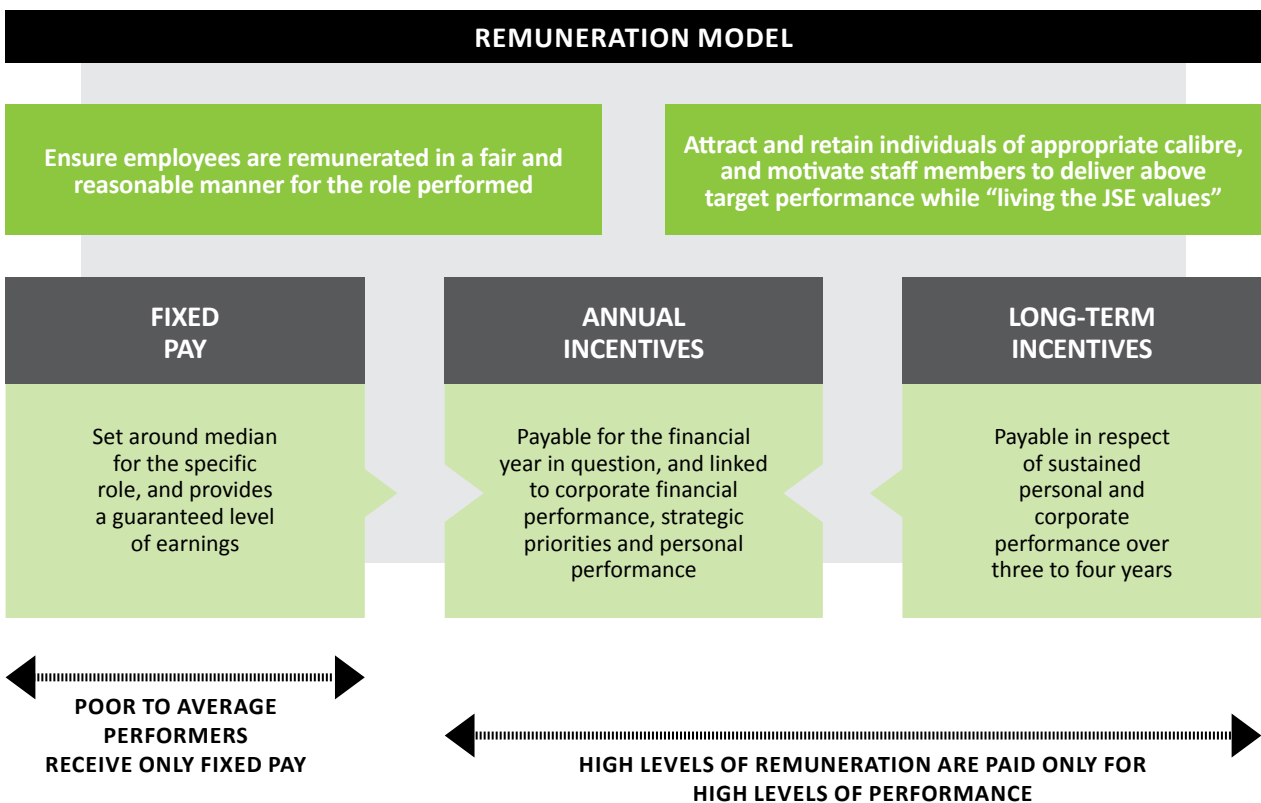 REMUNERATION MODEL
Ensure employees are remunerated in a fair and
reasonable manner for the role performed
Attract and retain individuals of appropriate calibre,
and motivate staff members to deliver above
target performance while “living the JSE values”
FIXED
PAY
Set around median
for the specific
role, and provides
a guaranteed level
of earnings
ANNUAL
INCENTIVES
Payable for the financial
year in question, and linked
to corporate financial
performance, strategic
priorities and personal
performance
LONG-TERM
INCENTIVES
Payable in respect
of sustained
personal and
corporate
performance over
three to four years
POOR TO AVERAGE
PERFORMERS
RECEIVE ONLY FIXED PAY
HIGH LEVELS OF REMUNERATION ARE PAID ONLY FOR
HIGH LEVELS OF PERFORMANCE